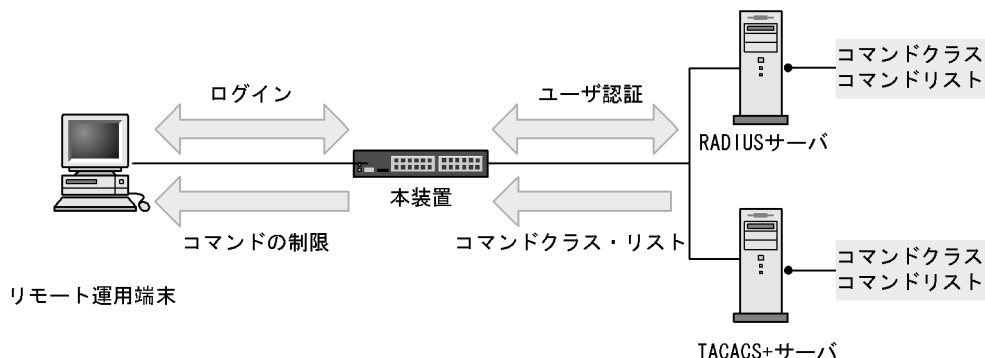 コマンドクラス
コマンドリスト
ログイン
ユーザ認証
RADIUSサーバ
本装置
コマンドの制限
コマンドクラス・リスト
コマンドクラス
コマンドリスト
リモート運用端末
TACACS+サーバ